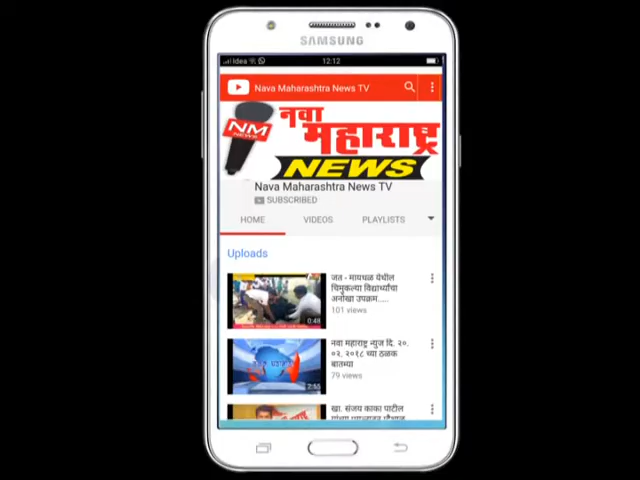 SAMSUNG
Idea
12:12
Nava Maharashtra News TV
नवा
महाराष्ट्र
NM
NEWS
NEWS
Nava Maharashtra News TV
SUBSCRIBED
HOME VIDEOS PLAYLISTS
Uploads
जत - मायथळ येथील
चिमुकल्या विद्यार्थ्यांचा
अनोखा उपक्रम.....
101 views
0:48
नवा महाराष्ट्र न्युज दि. २०.
०२. २०१८ च्या ठळक
बातम्या
79 views
2:55
खा. संजय काका पाटील